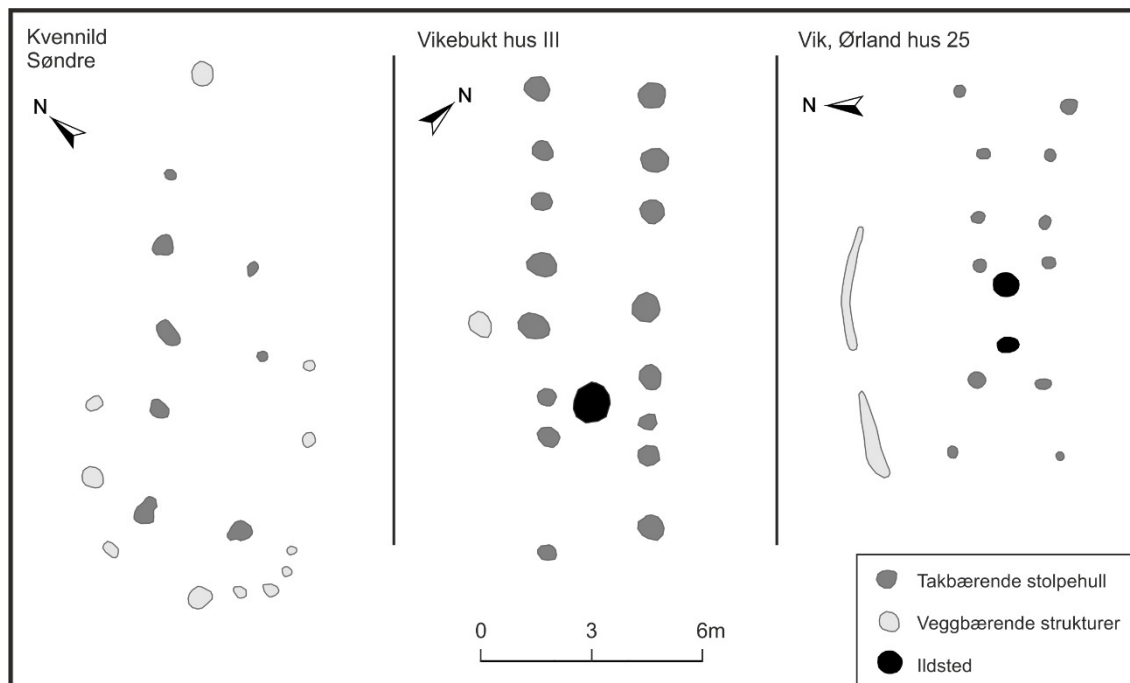 Kvennild
Søndre
N
Vikebukt hus III
N
Vik, Ørland hus 25
N
0 3 6m
Takbærende stolpehull
Veggbærende strukturer
Ildsted